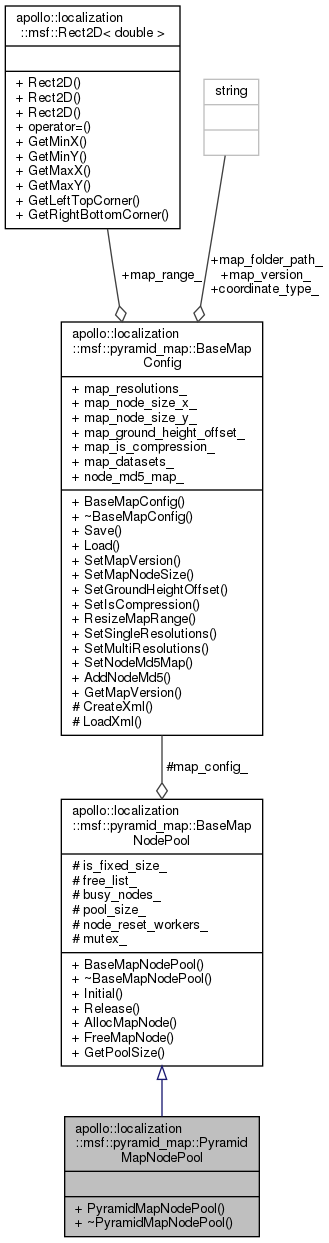 apollo::localization
::msf::Rect2D< double >
+ Rect2D()
+ Rect2D()
+ Rect2D()
+ operator=()
+ GetMinX()
+ GetMinY()
+ GetMaxX()
+ GetMaxY()
+ GetLeftTopCorner()
+ GetRightBottomCorner()
string
+map_range_
+map_folder_path_
+map_version_
+coordinate_type_
apollo::localization
::msf::pyramid_map::BaseMap
Config
+ map_resolutions_
+ map_node_size_x_
+ map_node_size_y_
+ map_ground_height_offset_
+ map_is_compression_
+ map_datasets_
+ node_md5_map_
+ BaseMapConfig()
+ ~BaseMapConfig()
+ Save()
+ Load()
+ SetMapVersion()
+ SetMapNodeSize()
+ SetGroundHeightOffset()
+ SetIsCompression()
+ ResizeMapRange()
+ SetSingleResolutions()
+ SetMultiResolutions()
+ SetNodeMd5Map()
+ AddNodeMd5()
+ GetMapVersion()
# CreateXml()
# LoadXml()
#map_config_
apollo::localization
::msf::pyramid_map::BaseMap
NodePool
# is_fixed_size_
# free_list_
# busy_nodes_
# pool_size_
# node_reset_workers_
# mutex_
+ BaseMapNodePool()
+ ~BaseMapNodePool()
+ Initial()
+ Release()
+ AllocMapNode()
+ FreeMapNode()
+ GetPoolSize()
apollo::localization
::msf::pyramid_map::Pyramid
MapNodePool
+ PyramidMapNodePool()
+ ~PyramidMapNodePool()